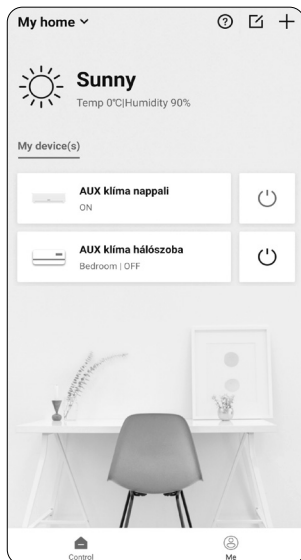 My home
Sunny
Temp 0°C|Humidity 90%
My device(s)
AUX klíma nappali
ON
AUX klíma hálószoba
Bedroom | OFF
Control
Me